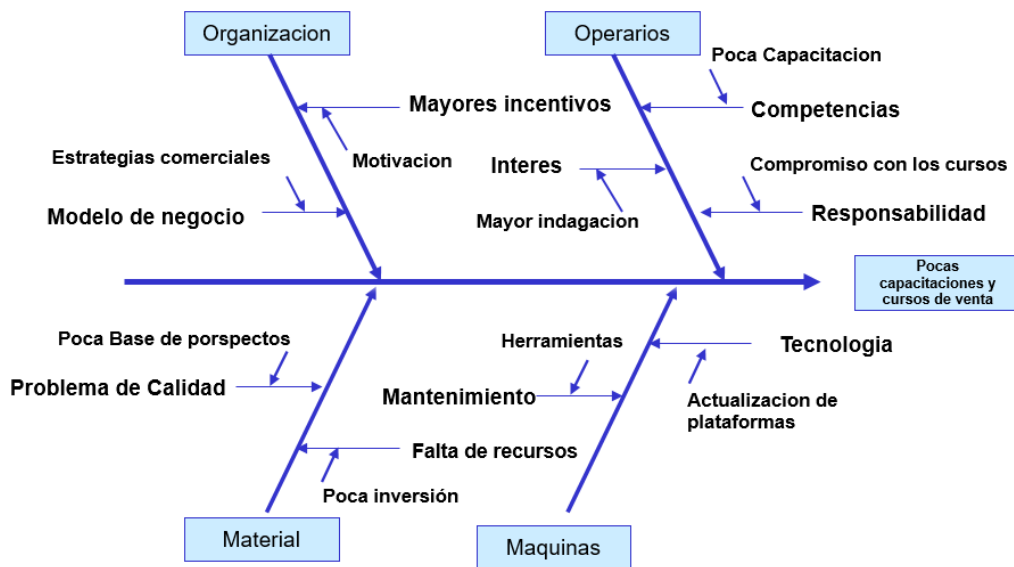 Organizacion
Operarios
Poca Capacitacion
Mayores incentivos
Competencias
Estrategias comerciales
Motivacion
Interes
Compromiso con los cursos
Modelo de negocio
Mayor indagacion
Responsabilidad
Pocas
capacitaciones y
cursos de venta
Poca Base de porspectos
Herramientas
Tecnologia
Problema de Calidad
Mantenimiento
Actualizacion de
plataformas
Falta de recursos
Poca inversión
Material
Maquinas